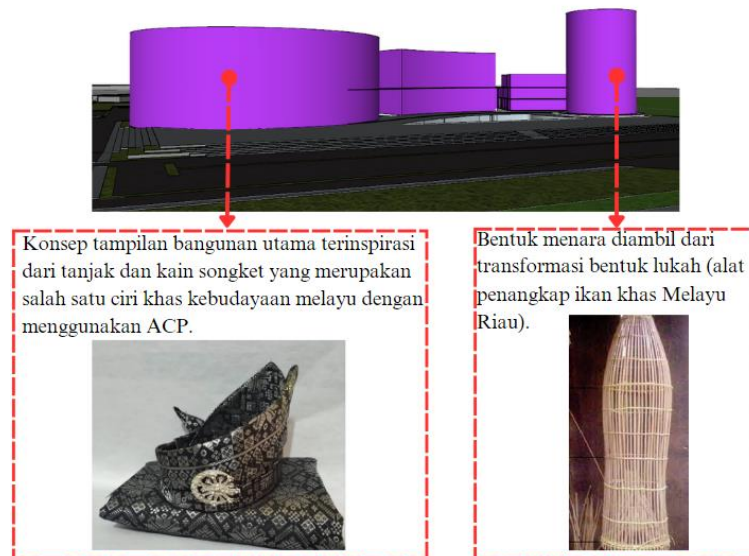 Konsep tampilan bangunan utama terinspirasi
dari tanjak dan kain songket yang merupakan
salah satu ciri khas kebudayaan melayu dengan
menggunakan ACP.
Bentuk menara diambil dari
transformasi bentuk lukah (alat
penangkap ikan khas Melayu
Riau).